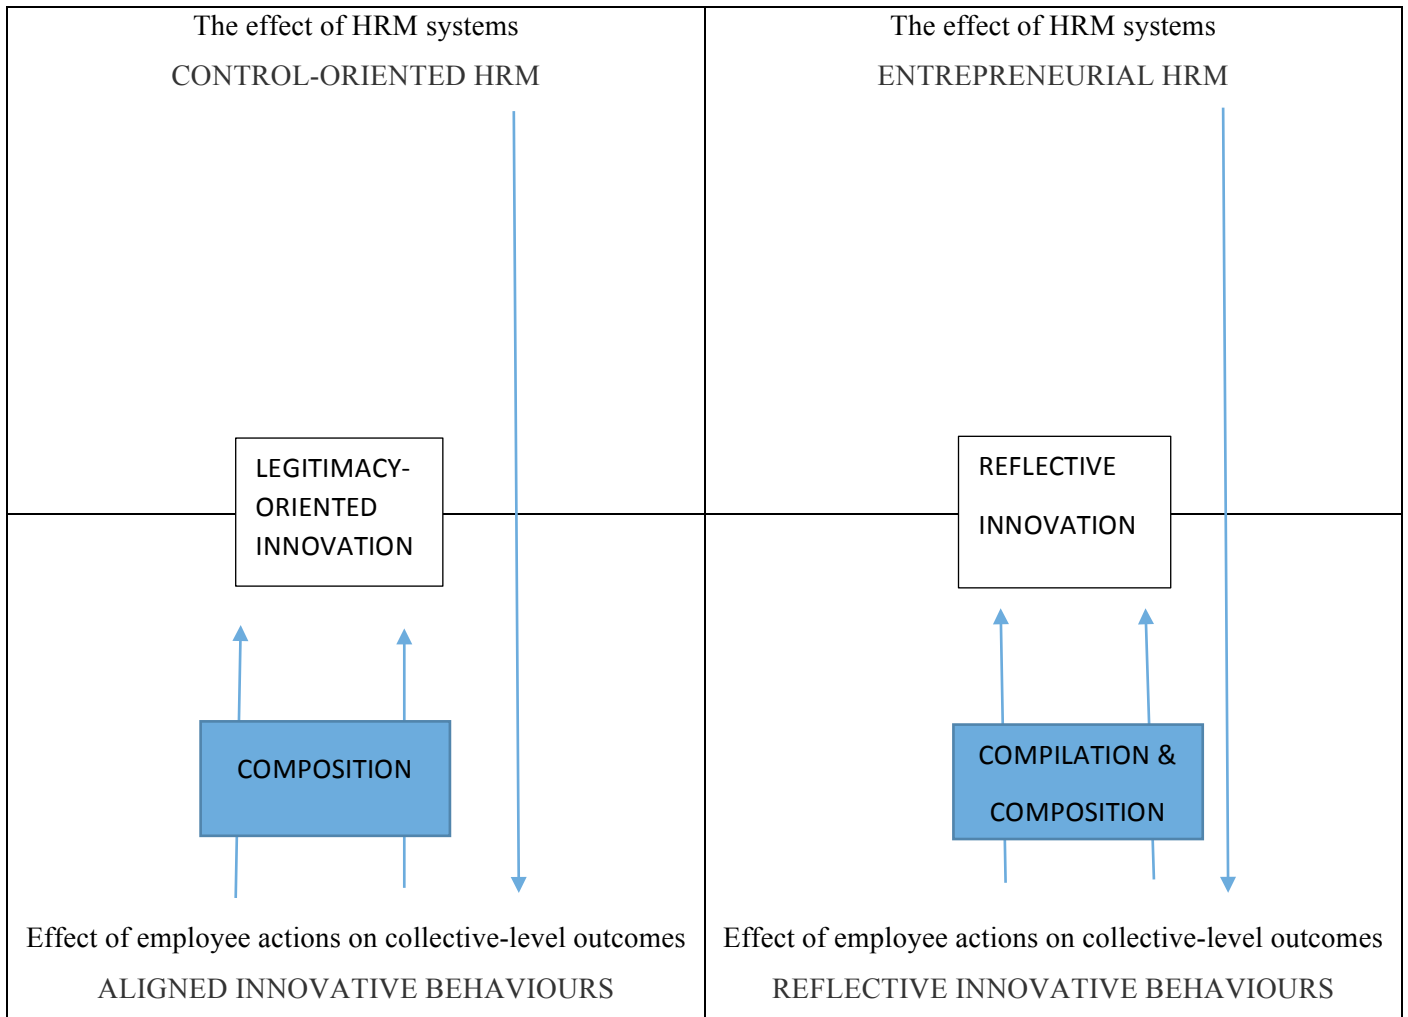 The effect of HRM systems
CONTROL-ORIENTED HRM
LEGITIMACY-
ORIENTED
INNOVATION
COMPOSITION
Effect of employee actions on collective-level outcomes
ALIGNED INNOVATIVE BEHAVIOURS
The effect of HRM systems
ENTREPRENEURIAL HRM
REFLECTIVE
INNOVATION
COMPILATION &
COMPOSITION
Effect of employee actions on collective-level outcomes
REFLECTIVE INNOVATIVE BEHAVIOURS